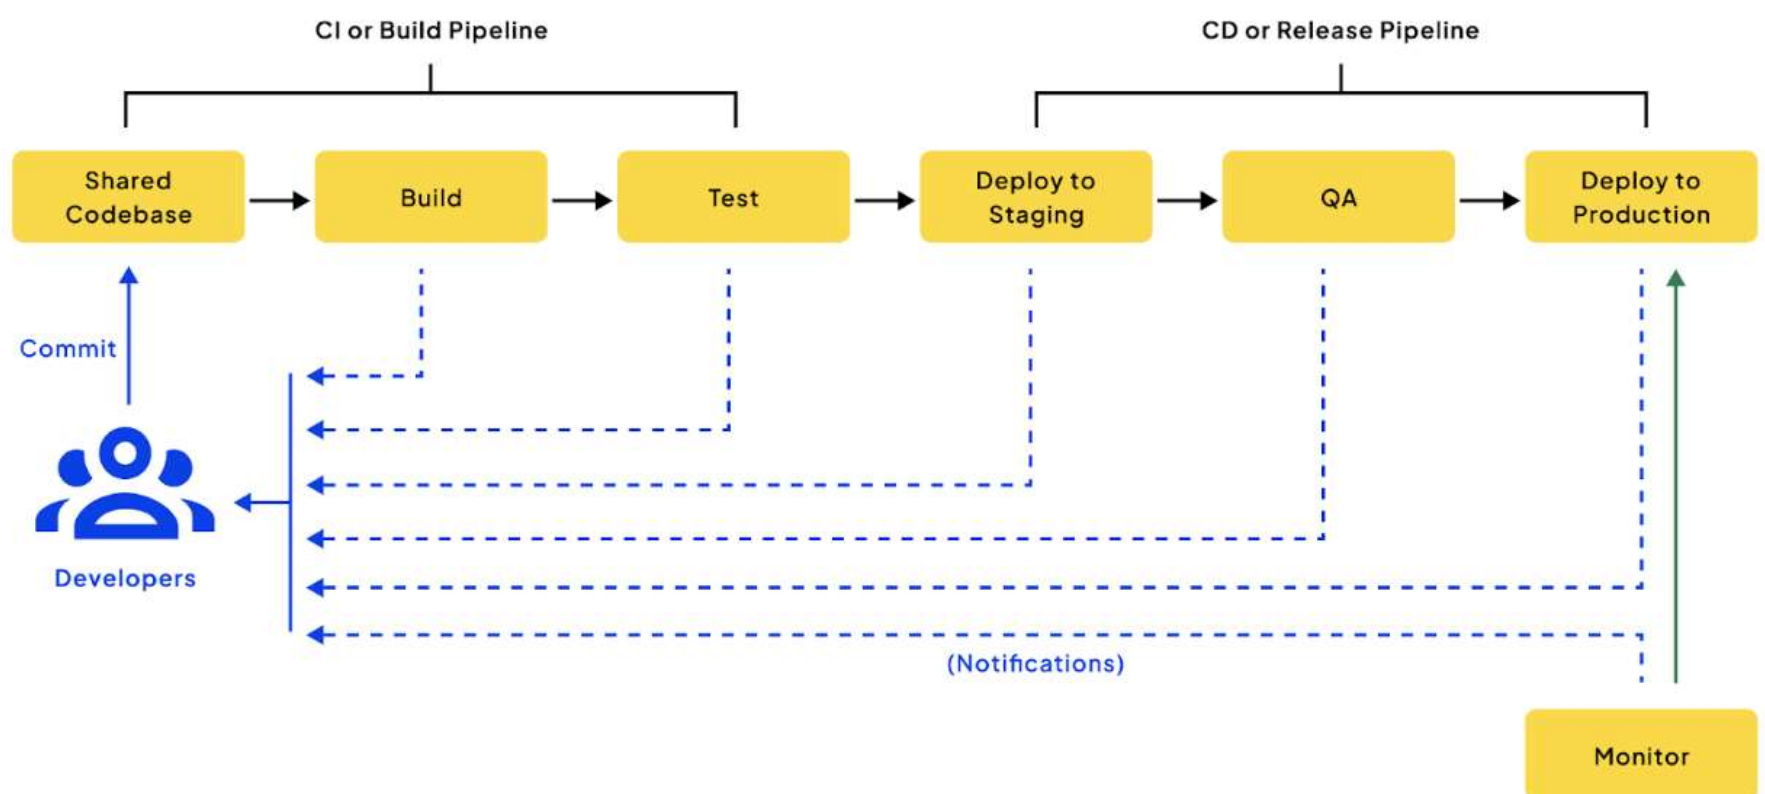 CI or Build Pipeline
CD or Release Pipeline
Shared
Codebase
Build
Test
Deploy to
Staging
QA
Deploy to
Production
Commit
Developers
(Notifications)
Monitor